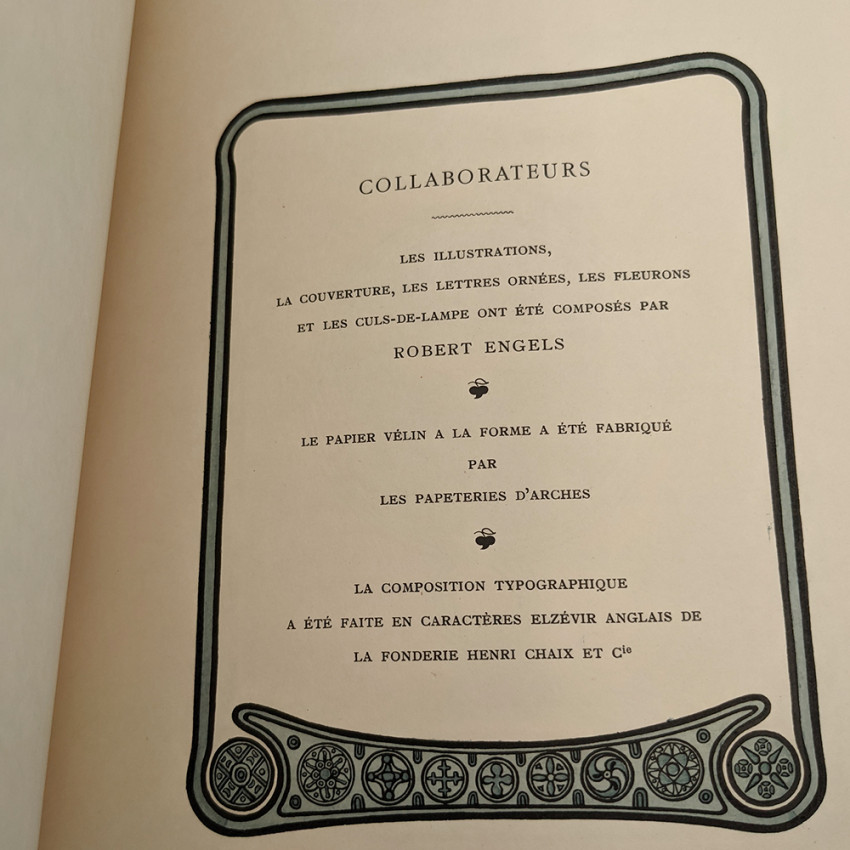 COLLABORATEURS
LES ILLUSTRATIONS,
LA COUVERTURE, LES LETTRES ORNÉES, LES FLEURONS
ET LES CULS-DE-LAMPE ONT ÉTÉ COMPOSÉS PAR
ROBERT ENGELS
LE PAPIER VÉLIN A LA FORME A ÉTÉ FABRIQUÉ
PAR
LES PAPETERIES D'ARCHES
LA COMPOSITION TYPOGRAPHIQUE
A ÉTÉ FAITE EN CARACTÈRES ELZÉVIR ANGLAIS DE
LA FONDERIE HENRI CHAIX ET Cie